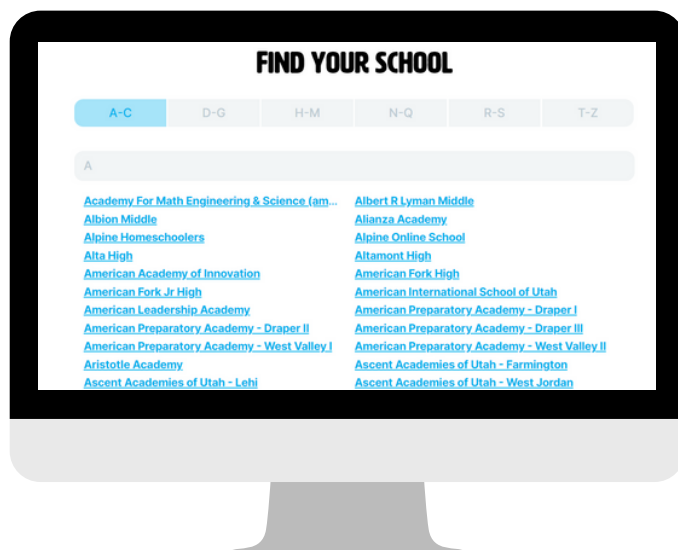 FIND YOUR SCHOOL
A-C D-G H-M N-Q R-S T-Z
A
Academy For Math Engineering & Science (am... Albert R Lyman Middle
Albion Middle Alianza Academy
Alpine Homeschoolers Alpine Online School
Alta High Altamont High
American Academy of Innovation American Fork High
American Fork Jr High American International School of Utah
American Leadership Academy American Preparatory Academy - Draper I
American Preparatory Academy - Draper II American Preparatory Academy - Draper III
American Preparatory Academy - West Valley I American Preparatory Academy - West Valley II
Aristotle Academy Ascent Academies of Utah - Farmington
Ascent Academies of Utah - Lehi Ascent Academies of Utah - West Jordan